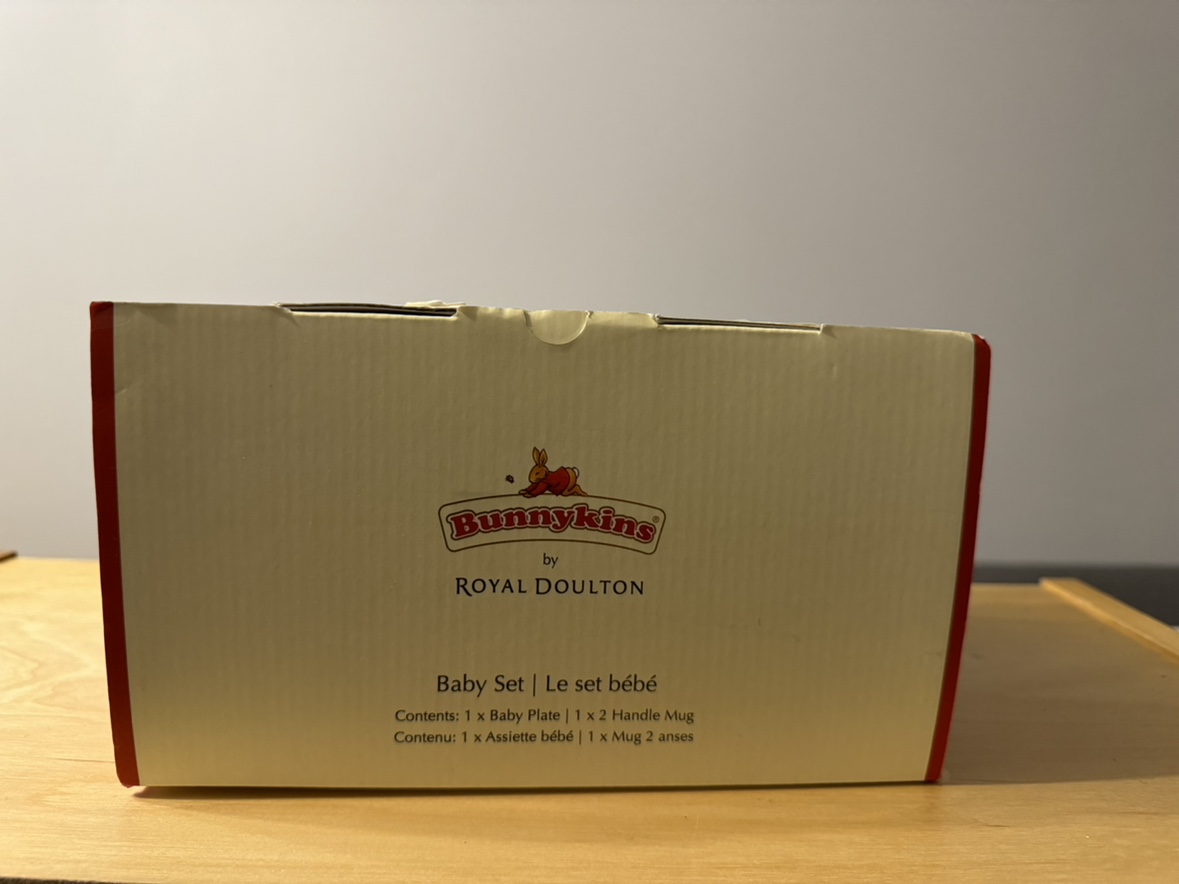 Bunnykins®
by
ROYAL DOULTON
Baby Set | Le set bébé
Contents: 1 x Baby Plate | 1 x 2 Handle Mug
Contenu: 1 x Assiette bébé | 1 x Mug 2 anses